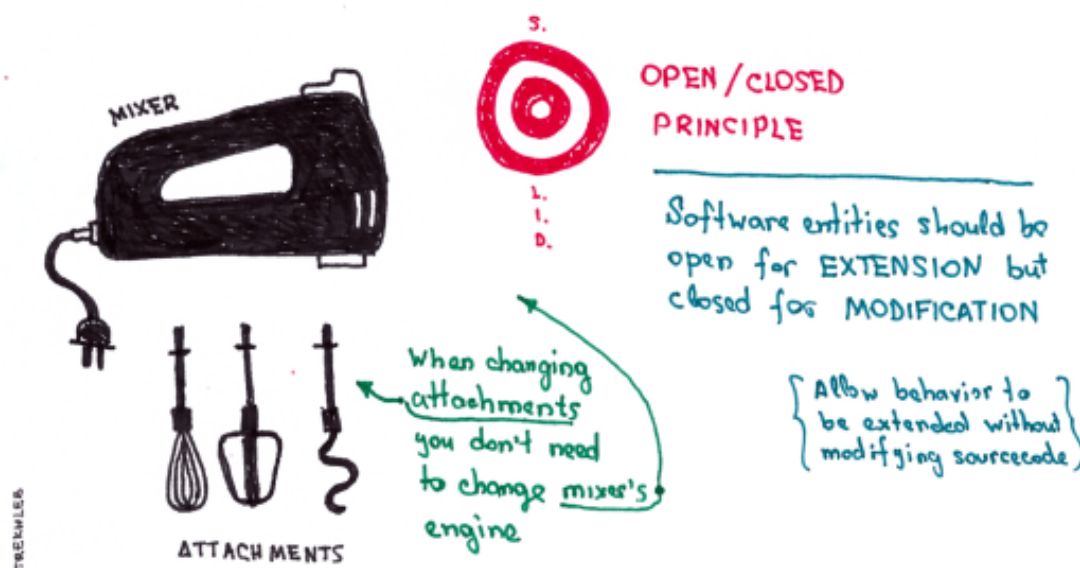 MIXER
S.
L.
I.
D.
OPEN/CLOSED
PRINCIPLE
Software entities should be
open for EXTENSION but
closed for MODIFICATION
When changing
attachments
you don't need
to change mixer's
engine
{Allow behavior to
be extended without
modifying sourcecode}
ATTACHMENTS
TREKHLEB